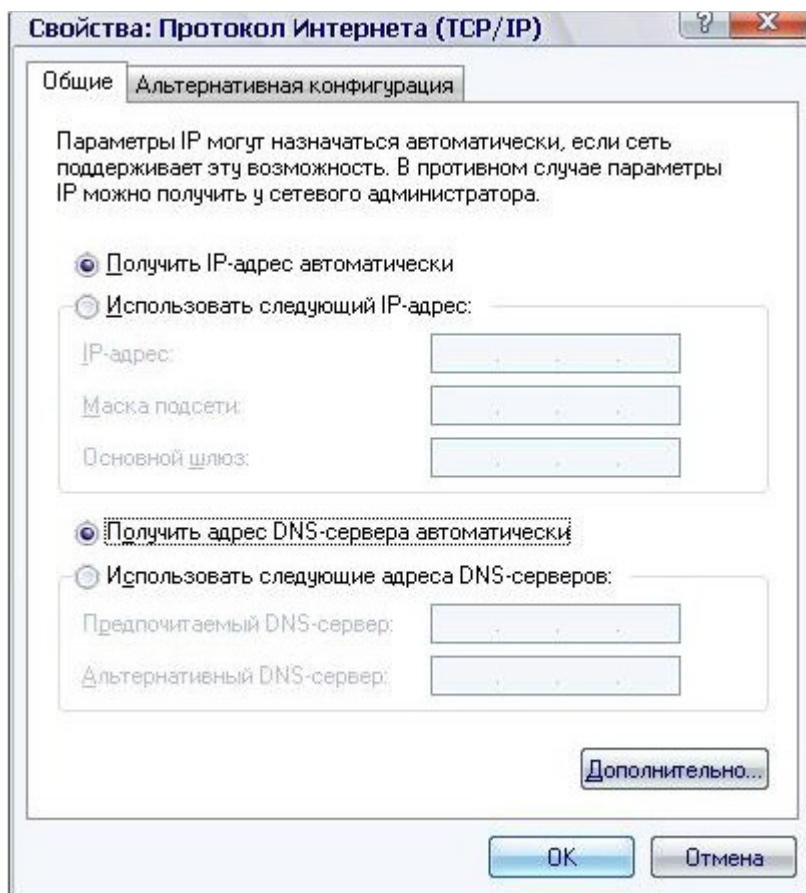 Свойства: Протокол Интернета (TCP/IP)
Общие
Альтернативная конфигурация
Параметры IP могут назначаться автоматически, если сеть
поддерживает эту возможность. В противном случае параметры
IP можно получить у сетевого администратора.
Получить IP-адрес автоматически
Использовать следующий IP-адрес:
IP-адрес:
Маска подсети:
Основной шлюз:
Получить адрес DNS-сервера автоматически
Использовать следующие адреса DNS-серверов:
Предпочитаемый DNS-сервер:
Альтернативный DNS-сервер:
Дополнительно...
OK
Отмена